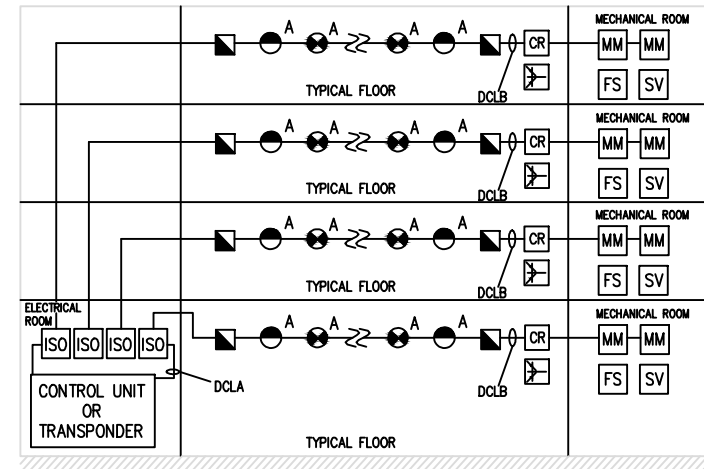 MECHANICAL ROOM
A A A A
CR MM MM
TYPICAL FLOOR
DCLB
FS SV
MECHANICAL ROOM
A A A A
CR MM MM
TYPICAL FLOOR
DCLB
FS SV
MECHANICAL ROOM
A A A A
CR MM MM
TYPICAL FLOOR
DCLB
FS SV
ELECTRICAL
ROOM
MECHANICAL ROOM
A A A A
ISO ISO ISO ISO
CR MM MM
DCLA
DCLB
FS SV
CONTROL UNIT
OR
TRANSPONDER
TYPICAL FLOOR